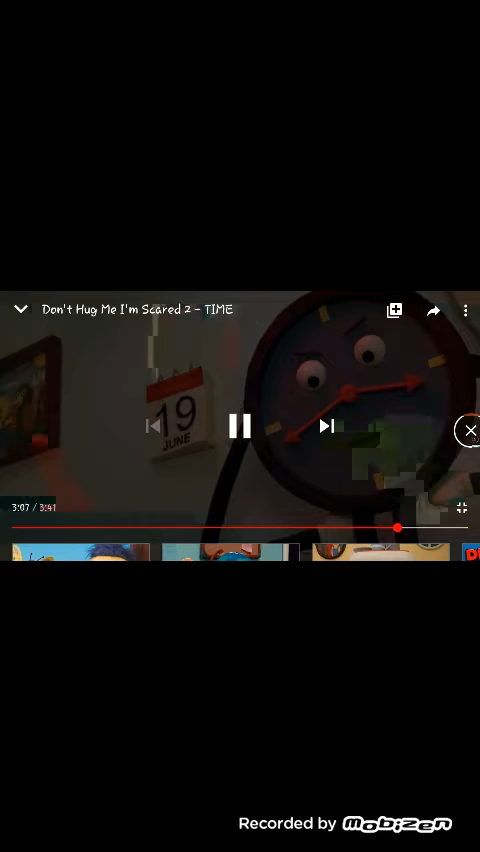 Don't Hug Me I'm Scared 2 - TIME
19
JUNE
3:07 / 3:41
Recorded by mobizen